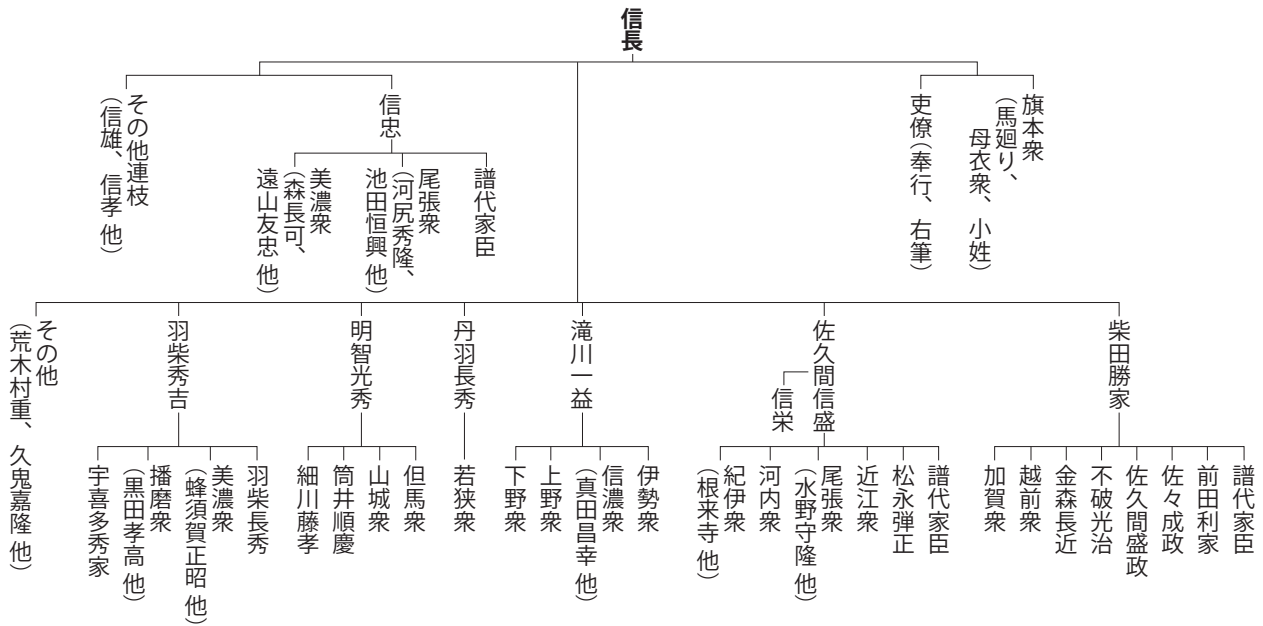 信長
旗本衆
（馬廻り、
母衣衆、小姓）
吏僚（奉行、右筆）
信忠
譜代家臣
尾張衆
（河尻秀隆、
池田恒興 他）
美濃衆
（森長可、
遠山友忠 他）
その他連枝
（信雄、信孝 他）
柴田勝家
譜代家臣
前田利家
佐々成政
佐久間盛政
不破光治
金森長近
越前衆
加賀衆
佐久間信盛
信栄
譜代家臣
松永弾正
近江衆
尾張衆
（水野守隆 他）
河内衆
紀伊衆
（根来寺 他）
滝川一益
伊勢衆
信濃衆
（真田昌幸 他）
上野衆
下野衆
丹羽長秀
若狭衆
明智光秀
但馬衆
山城衆
筒井順慶
細川藤孝
羽柴秀吉
羽柴長秀
美濃衆
（蜂須賀正昭 他）
播磨衆
（黒田孝高 他）
宇喜多秀家
その他
（荒木村重、久鬼嘉隆 他）